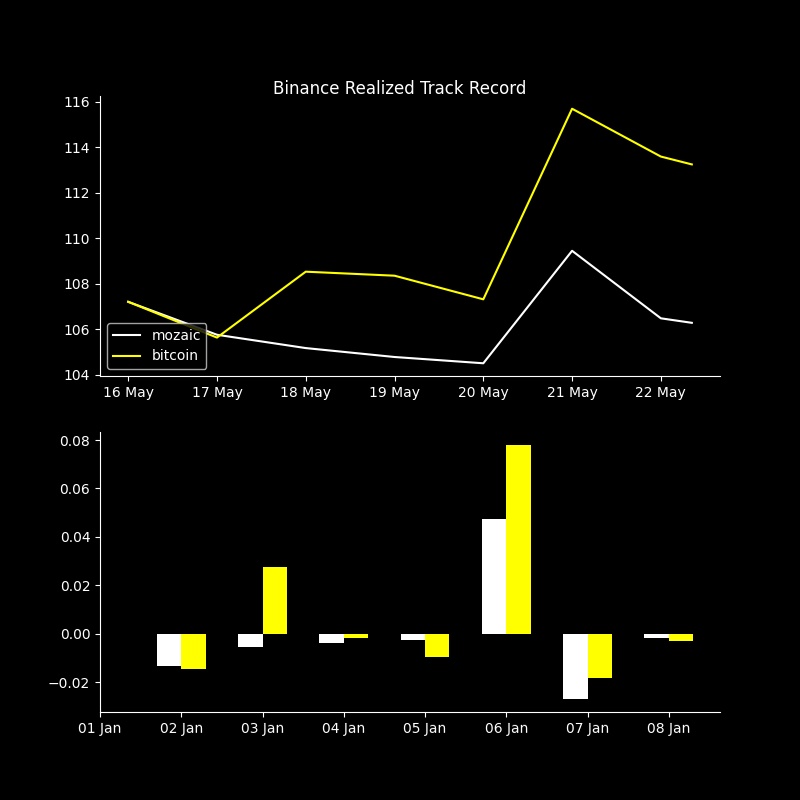 Binance Realized Track Record
116
114
112
110
108
106
104
mozaic
bitcoin
16 May 17 May 18 May 19 May 20 May 21 May 22 May
0.08
0.06
0.04
0.02
0.00
−0.02
01 Jan 02 Jan 03 Jan 04 Jan 05 Jan 06 Jan 07 Jan 08 Jan